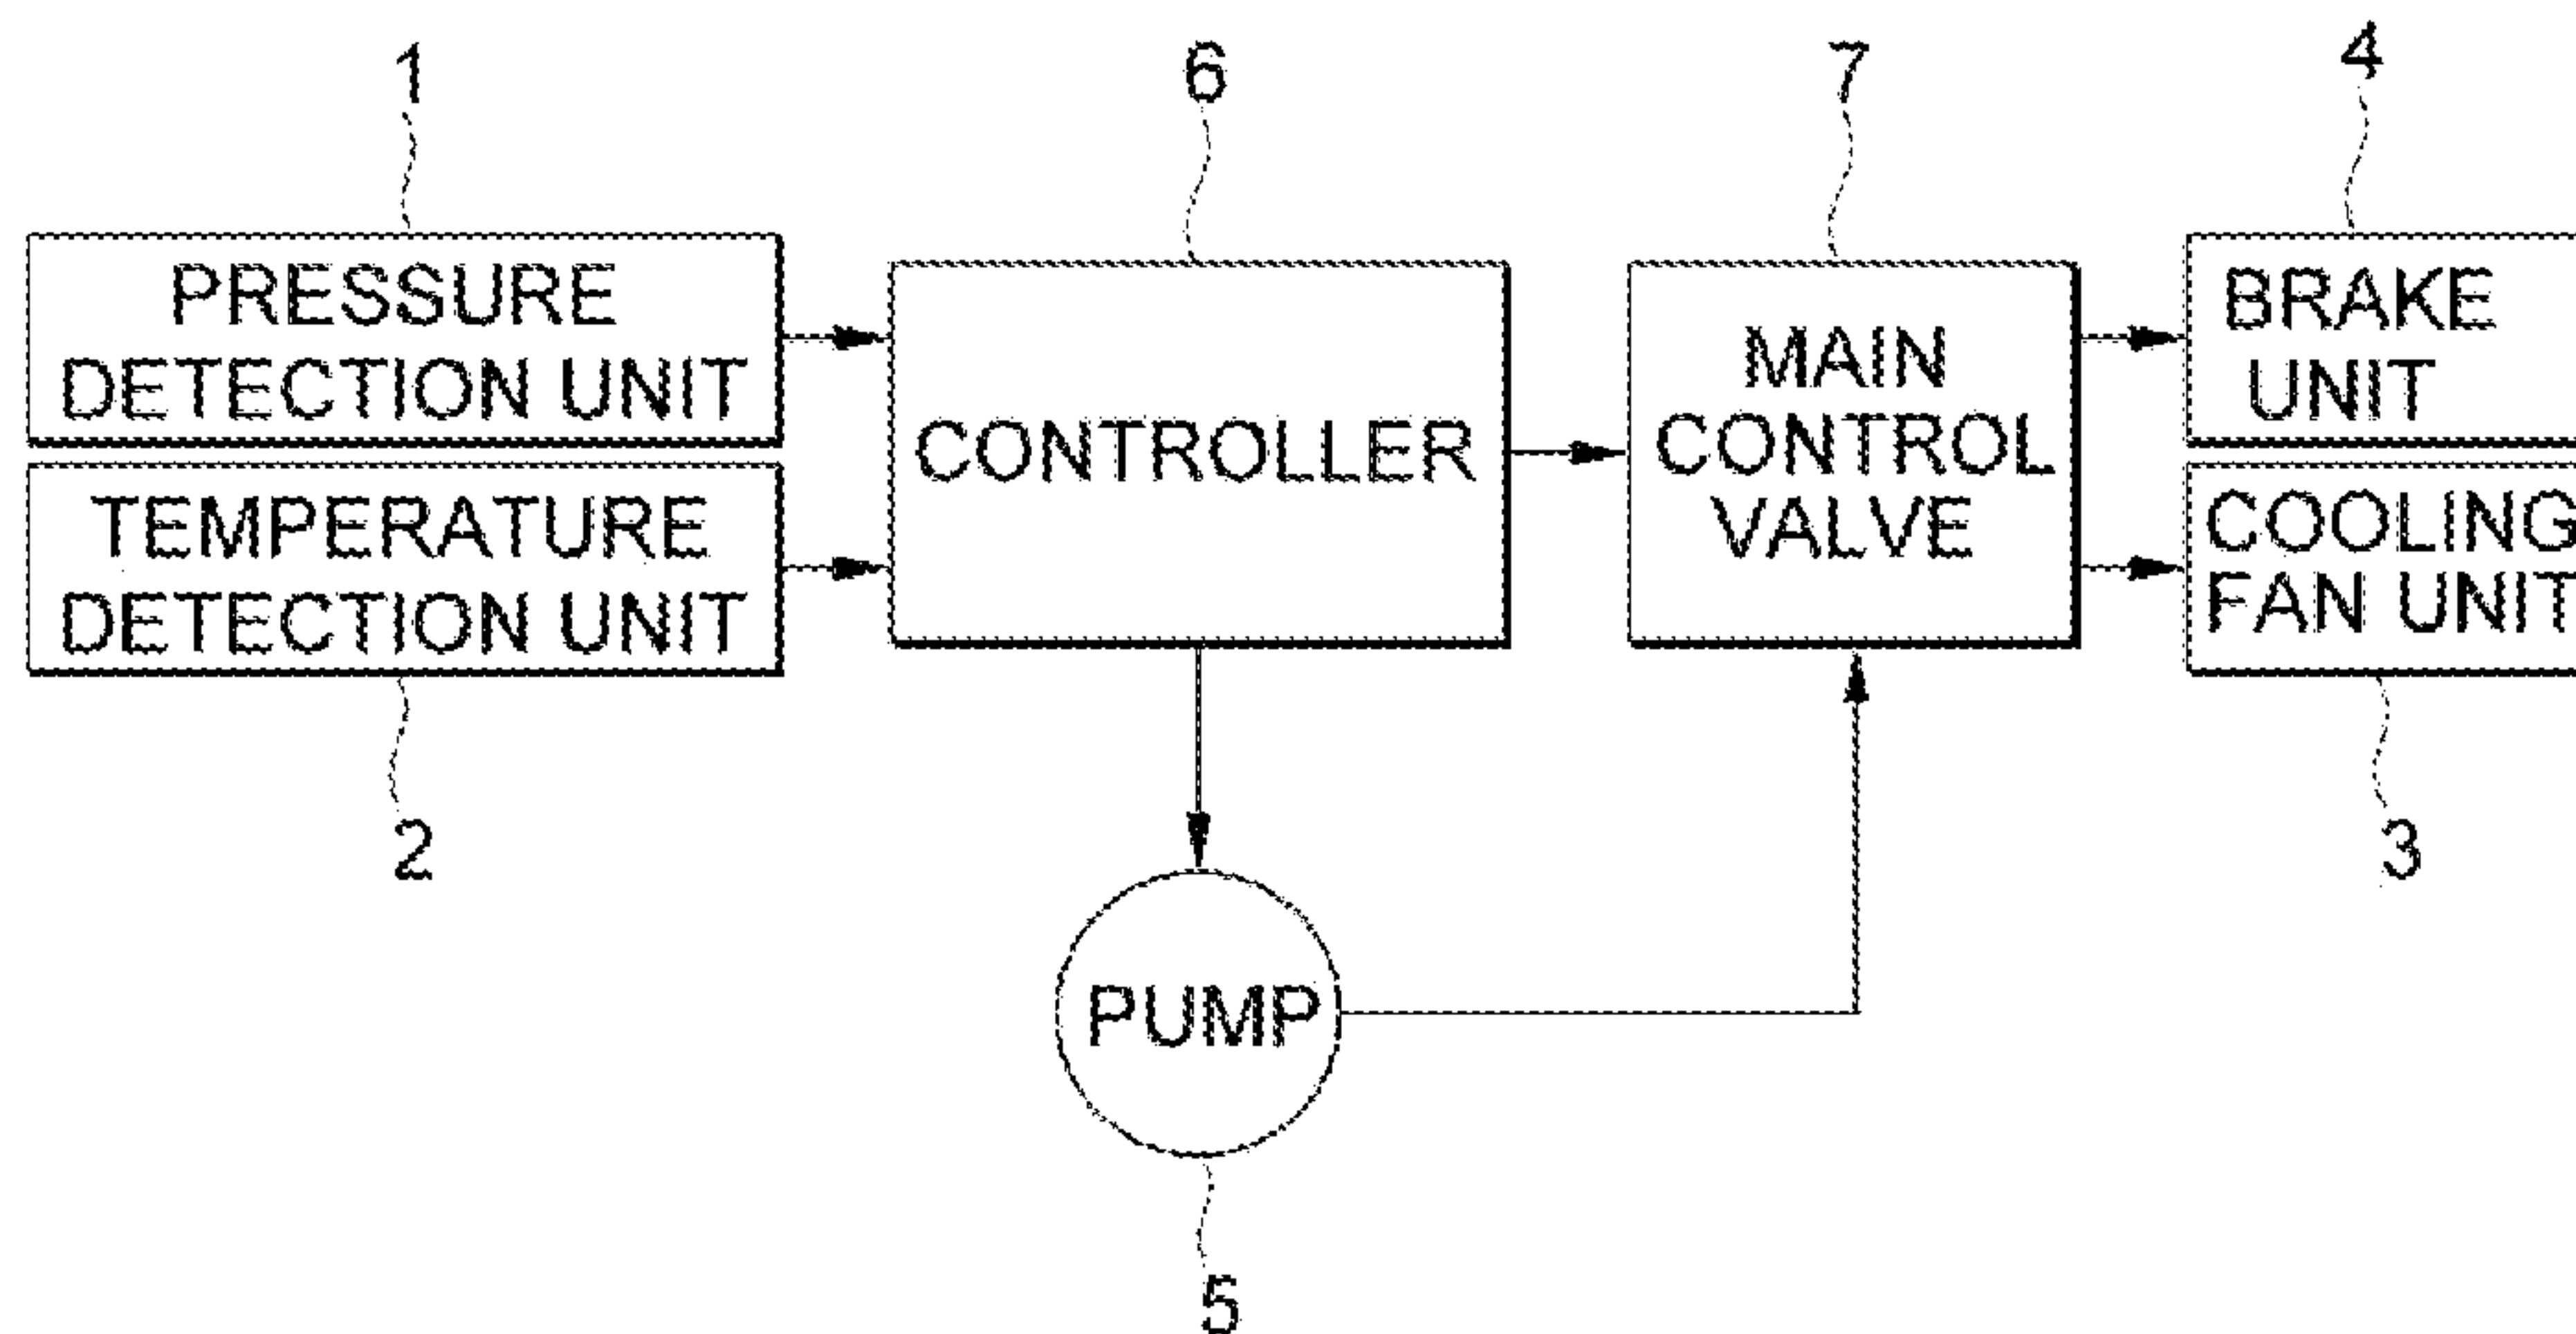 1
6
7
4
PRESSURE
DETECTION UNIT
TEMPERATURE
DETECTION UNIT
CONTROLLER
MAIN
CONTROL
VALVE
BRAKE
UNIT
COOLING
FAN UNIT
2
3
PUMP
5